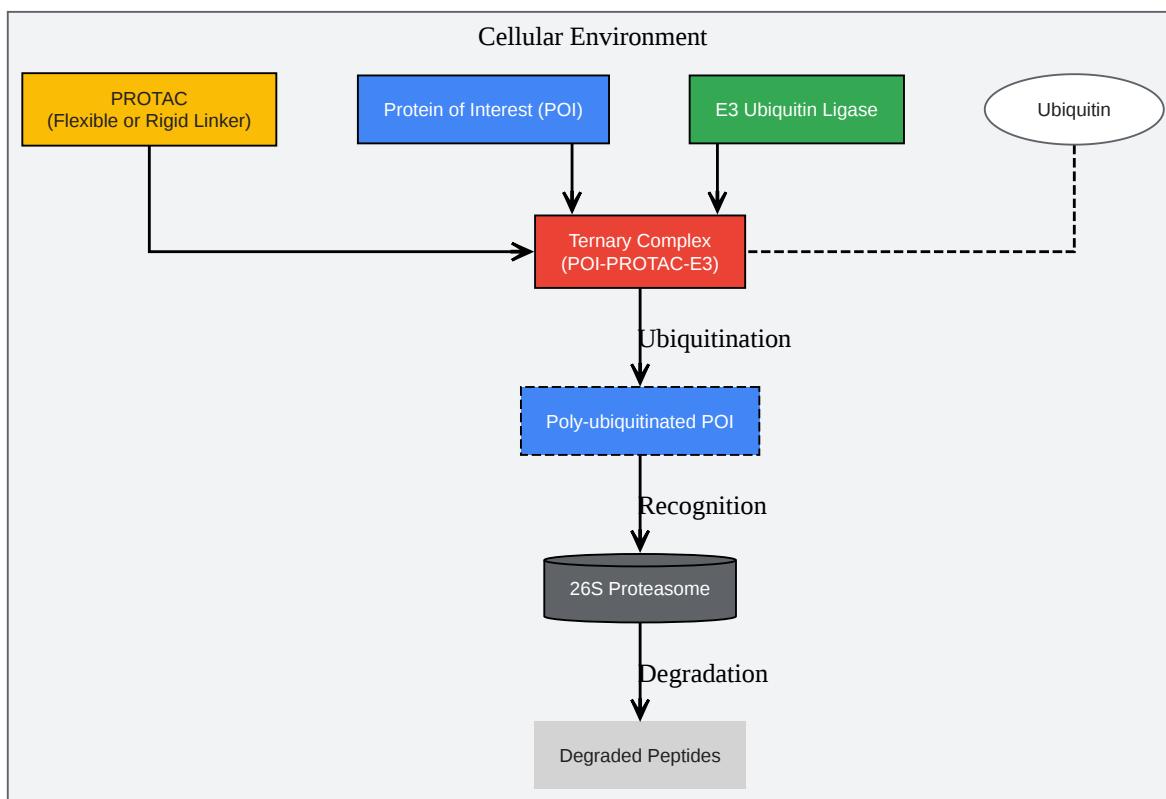 Cellular Environment
PROTAC
(Flexible or Rigid Linker)
Protein of Interest (POI)
E3 Ubiquitin Ligase
Ubiquitin
Ternary Complex
(POI-PROTAC-E3)
Ubiquitination
Poly-ubiquitinated POI
Recognition
26S Proteasome
Degradation
Degraded Peptides